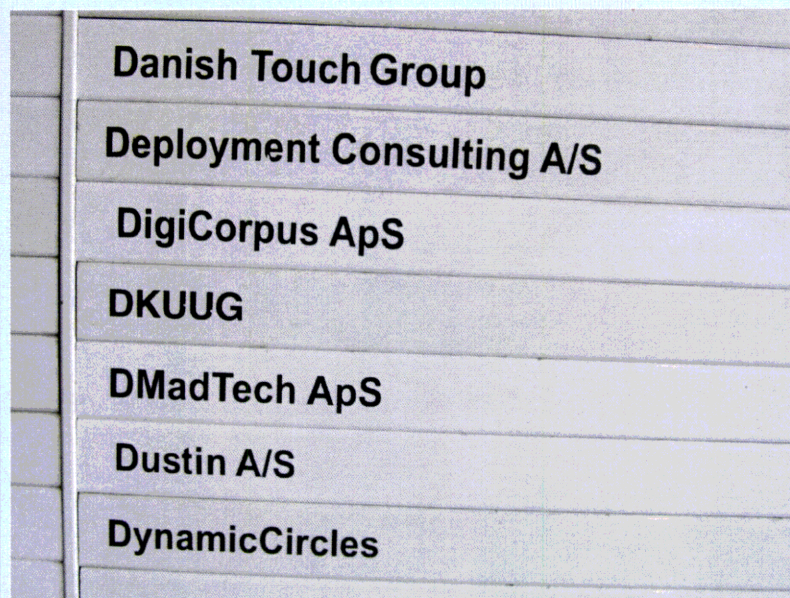 Danish Touch Group
Deployment Consulting A/S
DigiCorpus ApS
DKUUG
DMadTech ApS
Dustin A/S
DynamicCircles